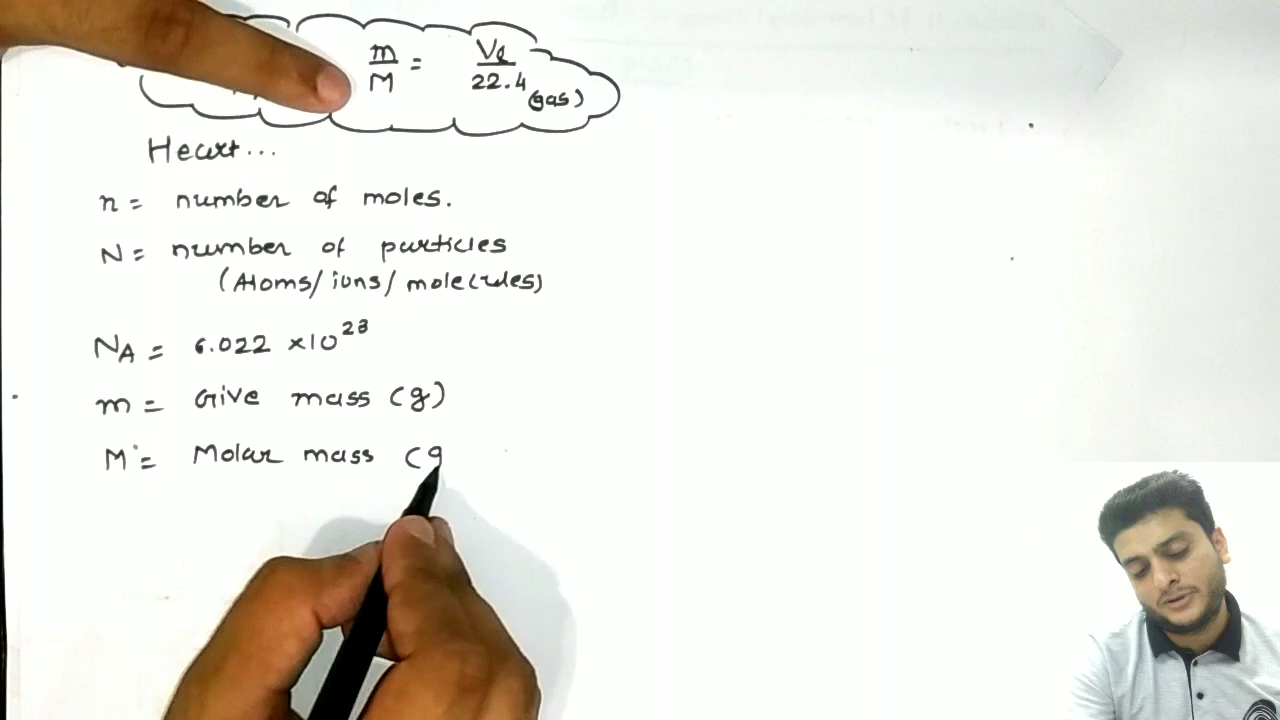 m/M = Vl/22.4 (gas)
Heart...
n = number of moles.
N = number of particles
(Atoms/ions/molecules)
NA = 6.022 ×10^23
m = Give mass (g)
M = Molar mass (g